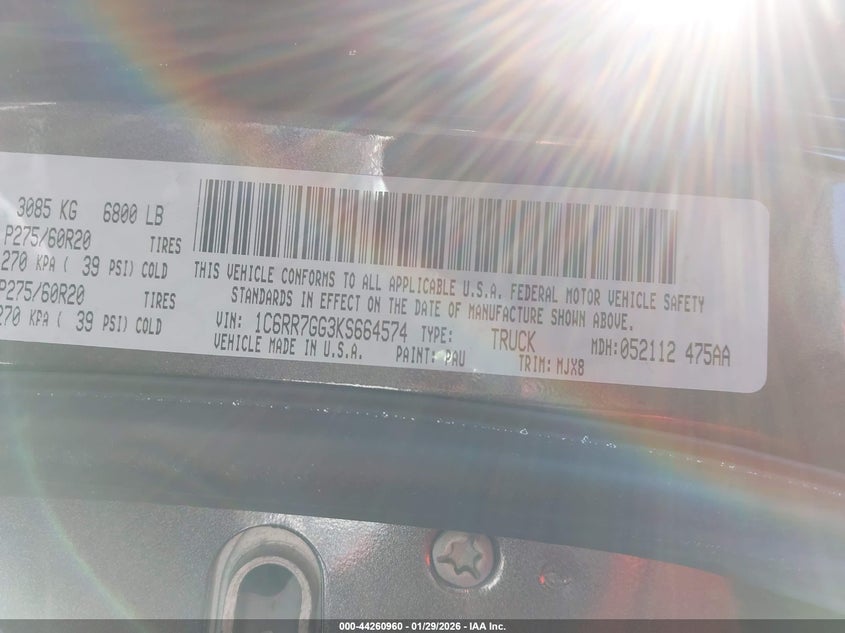 3085 KG 6800 LB
P275/60R20 TIRES
270 KPA ( 39 PSI) COLD
P275/60R20 TIRES
270 KPA ( 39 PSI) COLD
THIS VEHICLE CONFORMS TO ALL APPLICABLE U.S.A. FEDERAL MOTOR VEHICLE SAFETY
STANDARDS IN EFFECT ON THE DATE OF MANUFACTURE SHOWN ABOVE.
VIN: 1C6RR7GG3KS664574 TYPE: TRUCK MDH:052112 475AA
VEHICLE MADE IN U.S.A. PAINT: PAU TRIM: MJX8
000-44260960 - 01/29/2026 - IAA Inc.